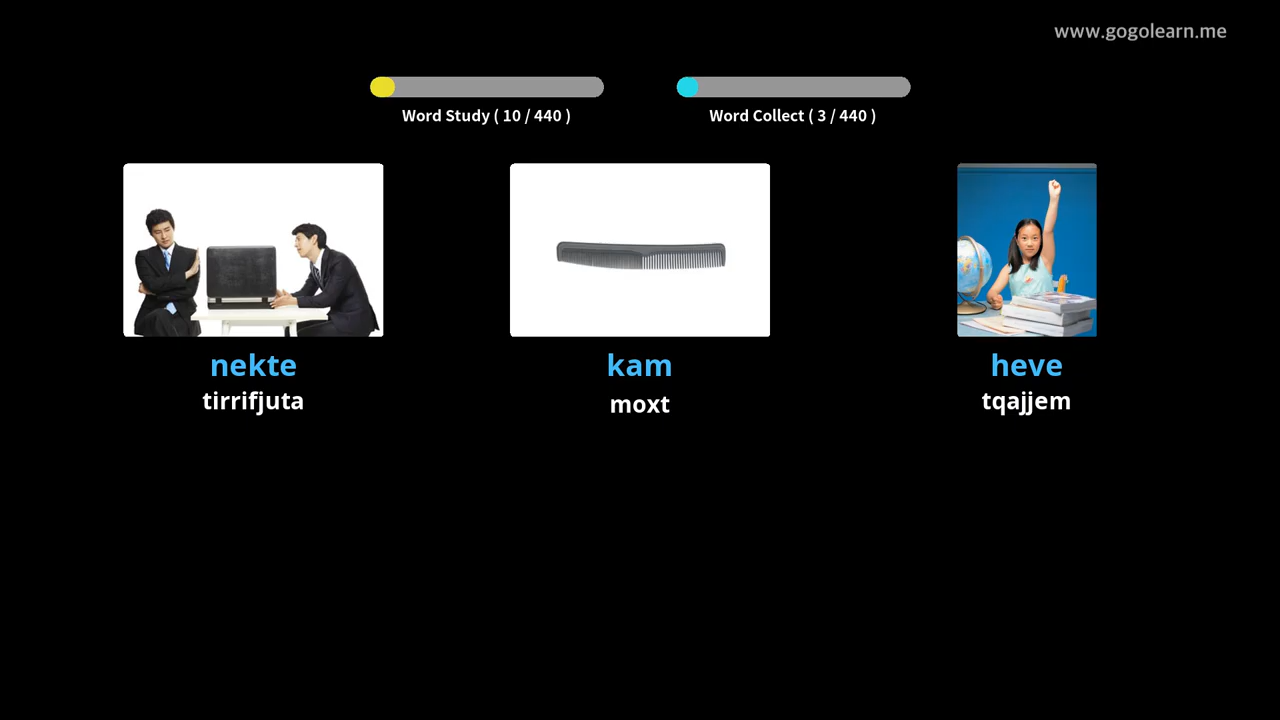 www.gogolearn.me
Word Study ( 10 / 440 )
Word Collect ( 3 / 440 )
nekte
kam
heve
tirrifjuta
moxt
tqajjem